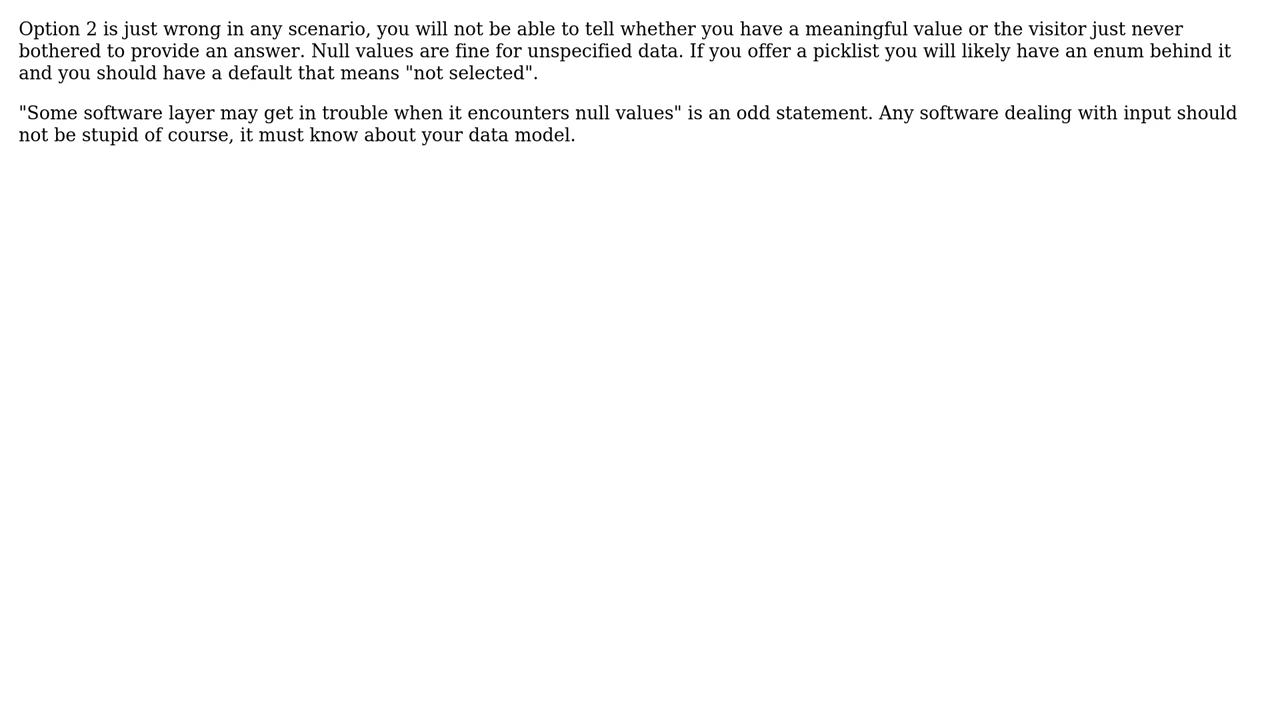 Option 2 is just wrong in any scenario, you will not be able to tell whether you have a meaningful value or the visitor just never
bothered to provide an answer. Null values are fine for unspecified data. If you offer a picklist you will likely have an enum behind it
and you should have a default that means "not selected".
"Some software layer may get in trouble when it encounters null values" is an odd statement. Any software dealing with input should
not be stupid of course, it must know about your data model.